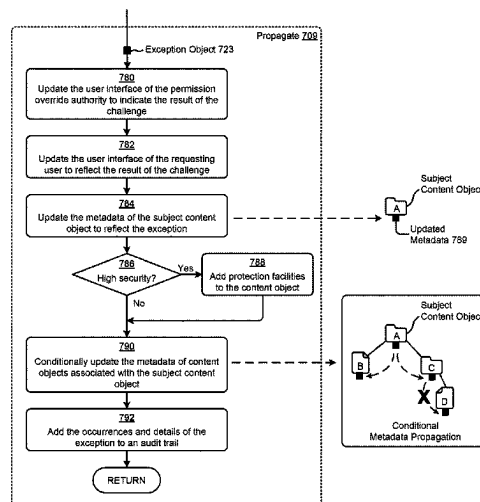 Exception Object 723
Propagate 709
780
Update the user interface of the permission
override authority to indicate the result of the
challenge
782
Update the user interface of the requesting
user to reflect the result of the challenge
784
Update the metadata of the subject content
object to reflect the exception
Subject
Content Object
A
Updated
Metadata 789
786
High security?
Yes
No
788
Add protection facilities
to the content object
790
Conditionally update the metadata of content
objects associated with the subject content
object
Subject
Content Object
A
B
C
X
D
Conditional
Metadata Propagation
792
Add the occurrences and details of the
exception to an audit trail
RETURN